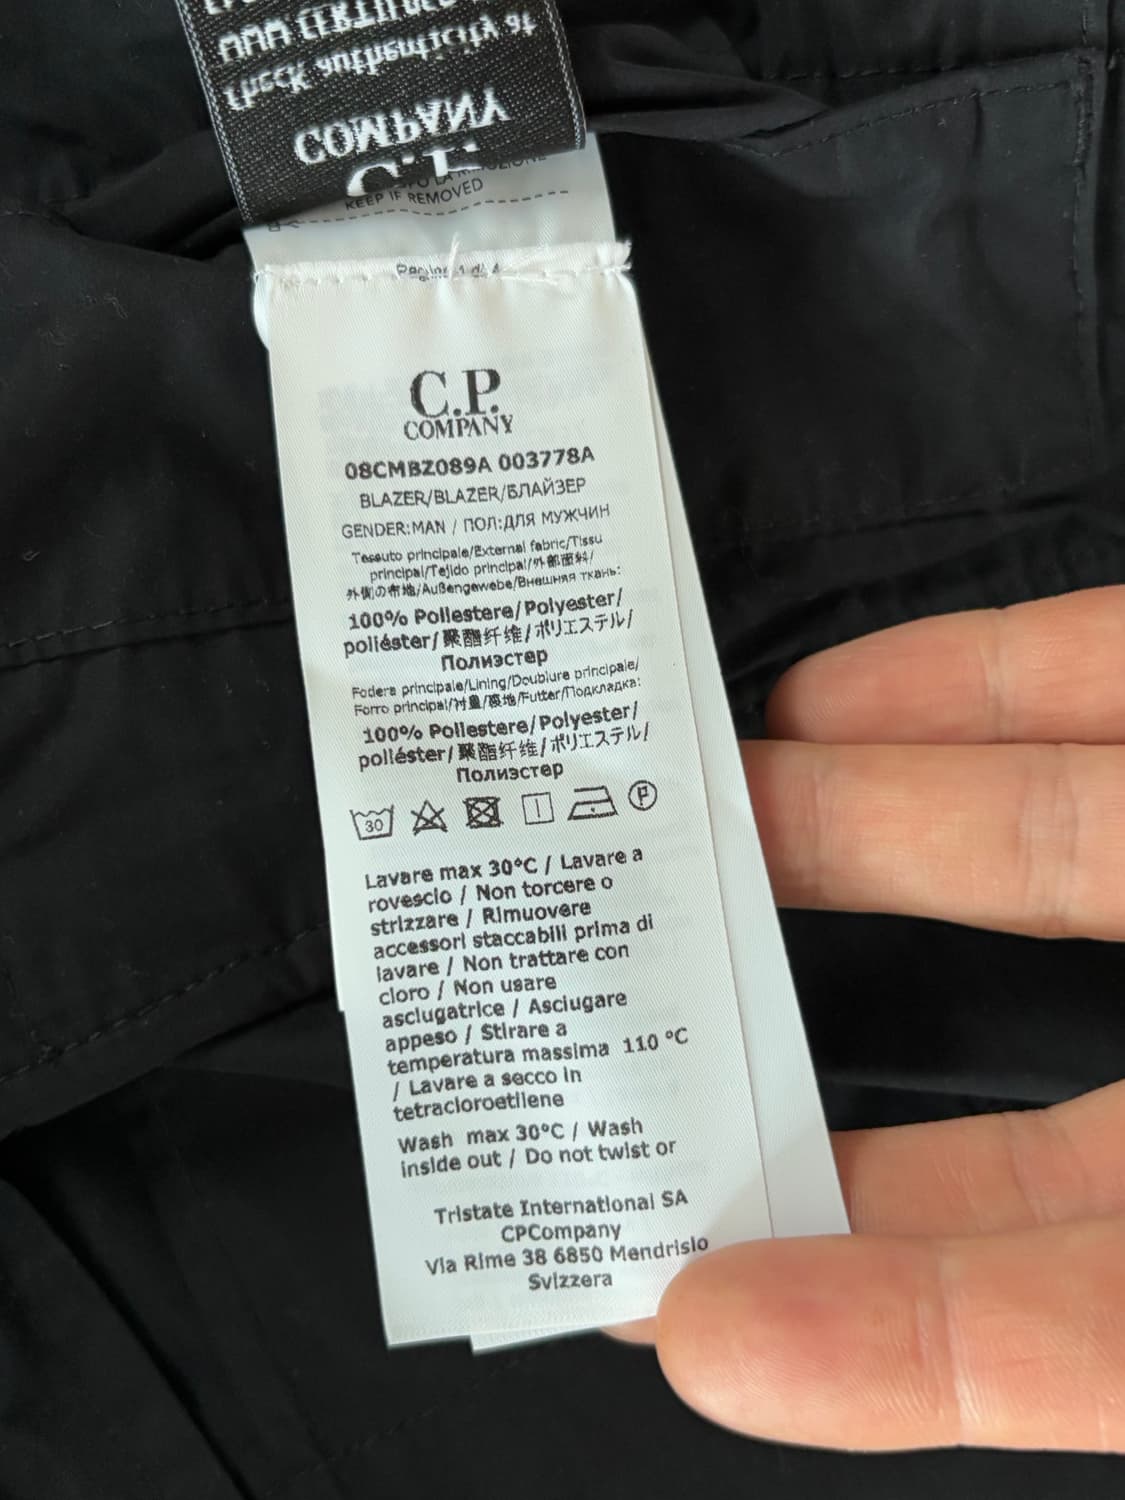 Check authenticity at
COMPANY
C.P.
KEEP IF REMOVED
C.P.
COMPANY
08CMBZ089A 003778A
BLAZER/BLAZER/БЛАЙЗЕР
GENDER:MAN / ПОЛ:ДЛЯ МУЖЧИН
Tessuto principale/External fabric/Tissu
principal/Tejido principal/外部面料/
外側の布地/Außengewebe/Внешняя ткань:
100% Poliestere/Polyester/
poliéster/聚酯纤维/ポリエステル/
Полиэстер
Fodera principale/Lining/Doublure principale/
Forro principal/衬里/裏地/Futter/Подкладка:
100% Poliestere/Polyester/
poliéster/聚酯纤维/ポリエステル/
Полиэстер
30 P
Lavare max 30°C / Lavare a
rovescio / Non torcere o
strizzare / Rimuovere
accessori staccabili prima di
lavare / Non trattare con
cloro / Non usare
asciugatrice / Asciugare
appeso / Stirare a
temperatura massima 110 °C
/ Lavare a secco in
tetracloroetilene
Wash max 30°C / Wash
inside out / Do not twist or
Tristate International SA
CPCompany
Via Rime 38 6850 Mendrisio
Svizzera